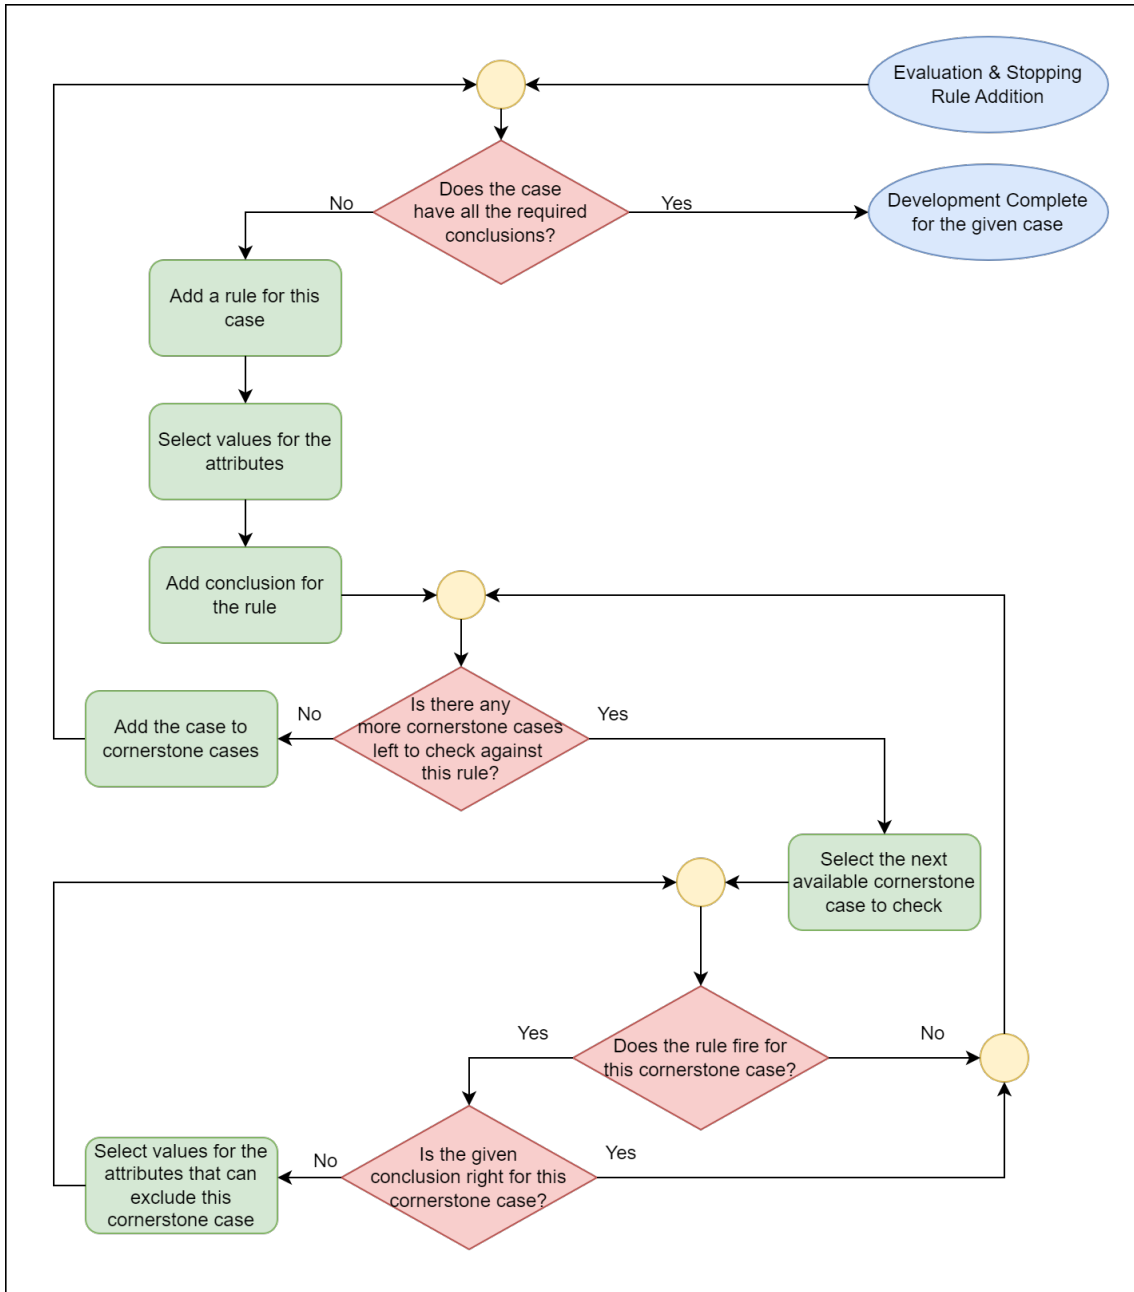 Evaluation & Stopping
Rule Addition
Does the case
have all the required
conclusions?
No
Yes
Development Complete
for the given case
Add a rule for this
case
Select values for the
attributes
Add conclusion for
the rule
Is there any
more cornerstone cases
left to check against
this rule?
No
Yes
Add the case to
cornerstone cases
Select the next
available cornerstone
case to check
Does the rule fire for
this cornerstone case?
Yes
No
Is the given
conclusion right for this
cornerstone case?
No
Yes
Select values for the
attributes that can
exclude this
cornerstone case